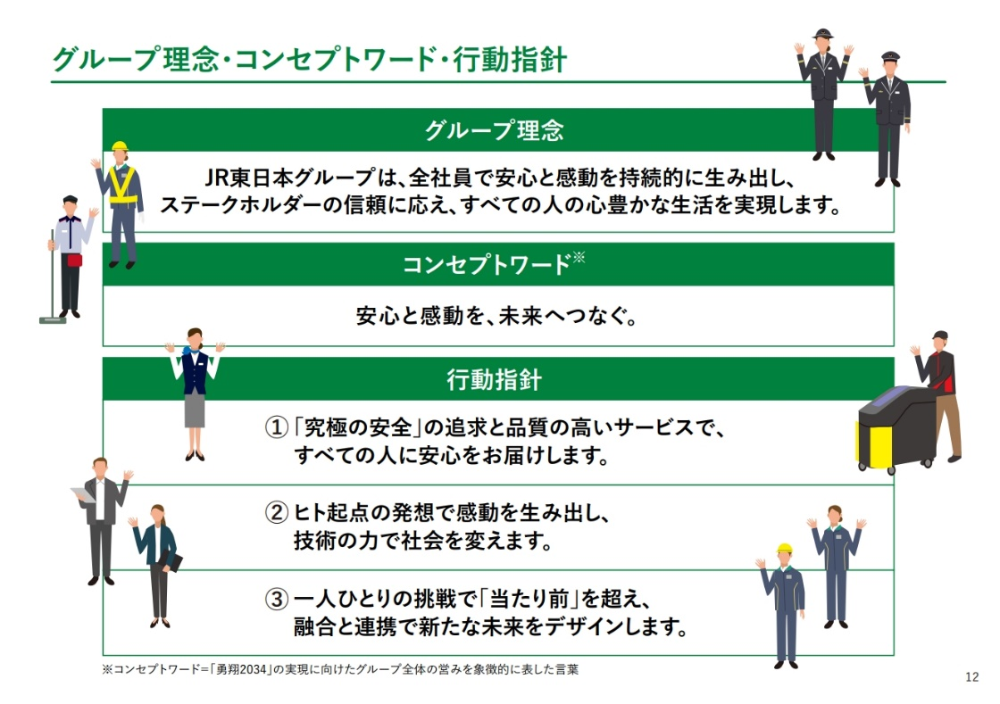 グループ理念・コンセプトワード・行動指針
グループ理念
JR東日本グループは、全社員で安心と感動を持続的に生み出し、
ステークホルダーの信頼に応え、すべての人の心豊かな生活を実現します。
コンセプトワード※
安心と感動を、未来へつなぐ。
行動指針
①「究極の安全」の追求と品質の高いサービスで、
すべての人に安心をお届けします。
② ヒト起点の発想で感動を生み出し、
技術の力で社会を変えます。
③ 一人ひとりの挑戦で「当たり前」を超え、
融合と連携で新たな未来をデザインします。
※コンセプトワード=「勇翔2034」の実現に向けたグループ全体の営みを象徴的に表した言葉
12